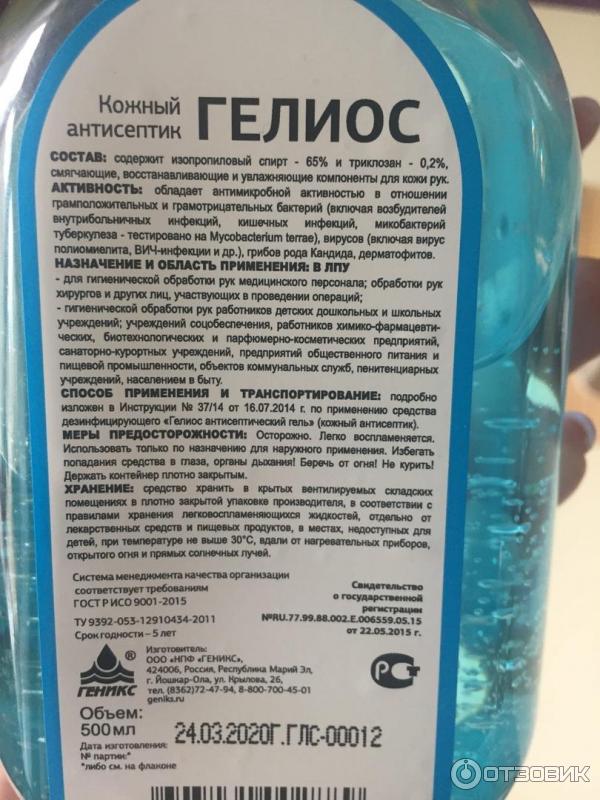 Кожный
антисептик ГЕЛИОС
СОСТАВ: содержит изопропиловый спирт - 65% и триклозан - 0,2%,
смягчающие, восстанавливающие и увлажняющие компоненты для кожи рук.
АКТИВНОСТЬ: обладает антимикробной активностью в отношении
грамположительных и грамотрицательных бактерий (включая возбудителей
внутрибольничных инфекций, кишечных инфекций, микобактерий
туберкулеза - тестировано на Mycobacterium terrae), вирусов (включая вирус
полиомиелита, ВИЧ-инфекции и др.), грибов рода Кандида, дерматофитов.
НАЗНАЧЕНИЕ И ОБЛАСТЬ ПРИМЕНЕНИЯ: В ЛПУ
- для гигиенической обработки рук медицинского персонала; обработки рук
хирургов и других лиц, участвующих в проведении операций;
- гигиенической обработки рук работников детских дошкольных и школьных
учреждений; учреждений соцобеспечения, работников химико-фармацевти-
ческих, биотехнологических и парфюмерно-косметических предприятий,
санаторно-курортных учреждений, предприятий общественного питания и
пищевой промышленности, объектов коммунальных служб, пенитенциарных
учреждений, населением в быту.
СПОСОБ ПРИМЕНЕНИЯ И ТРАНСПОРТИРОВАНИЕ: подробно
изложен в Инструкции № 37/14 от 16.07.2014 г. по применению средства
дезинфицирующего «Гелиос антисептический гель» (кожный антисептик).
МЕРЫ ПРЕДОСТОРОЖНОСТИ: Осторожно. Легко воспламеняется.
Использовать только по назначению для наружного применения. Избегать
попадания средства в глаза, органы дыхания! Беречь от огня! Не курить!
Держать контейнер плотно закрытым.
ХРАНЕНИЕ: средство хранить в крытых вентилируемых складских
помещениях в плотно закрытой упаковке производителя, в соответствии с
правилами хранения легковоспламеняющихся жидкостей, отдельно от
лекарственных средств и пищевых продуктов, в местах, недоступных для
детей, при температуре не выше 30°С, вдали от нагревательных приборов,
открытого огня и прямых солнечных лучей.
Система менеджмента качества организации
соответствует требованиям
ГОСТ Р ИСО 9001-2015
ТУ 9392-053-12910434-2011
Срок годности – 5 лет
Свидетельство
о государственной
регистрации
№RU.77.99.88.002.Е.006559.05.15
от 22.05.2015 г.
ГЕНИКС ®
Изготовитель:
ООО «НПФ «ГЕНИКС»,
424006, Россия, Республика Марий Эл,
г. Йошкар-Ола, ул. Крылова, 26,
тел. (8362)72-47-94, 8-800-700-45-01
geniks.ru
РСТ
Объем:
500 мл
24.03.2020Г.ГЛС-00012
Дата изготовления
№ партии:*
*либо см. на флаконе
ОТЗОВИК